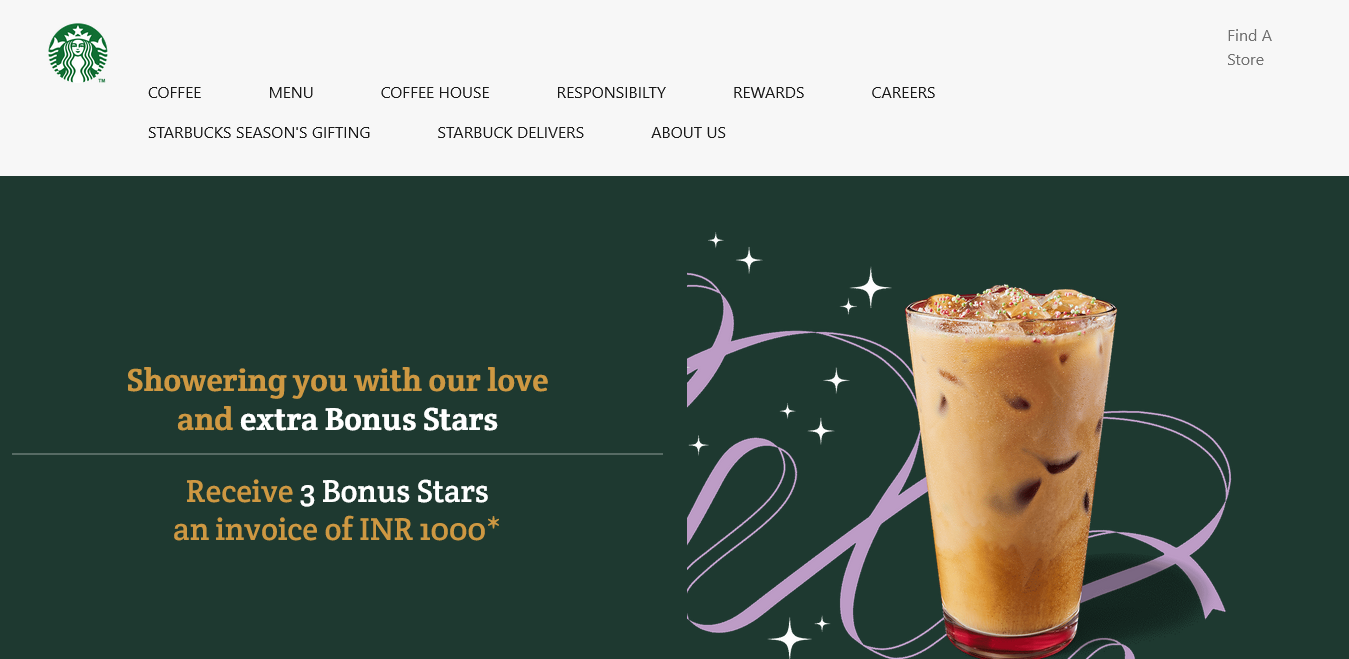 Find A
Store
COFFEE MENU COFFEE HOUSE RESPONSIBILTY REWARDS CAREERS
STARBUCKS SEASON'S GIFTING STARBUCK DELIVERS ABOUT US
Showering you with our love
and extra Bonus Stars
Receive 3 Bonus Stars
an invoice of INR 1000*